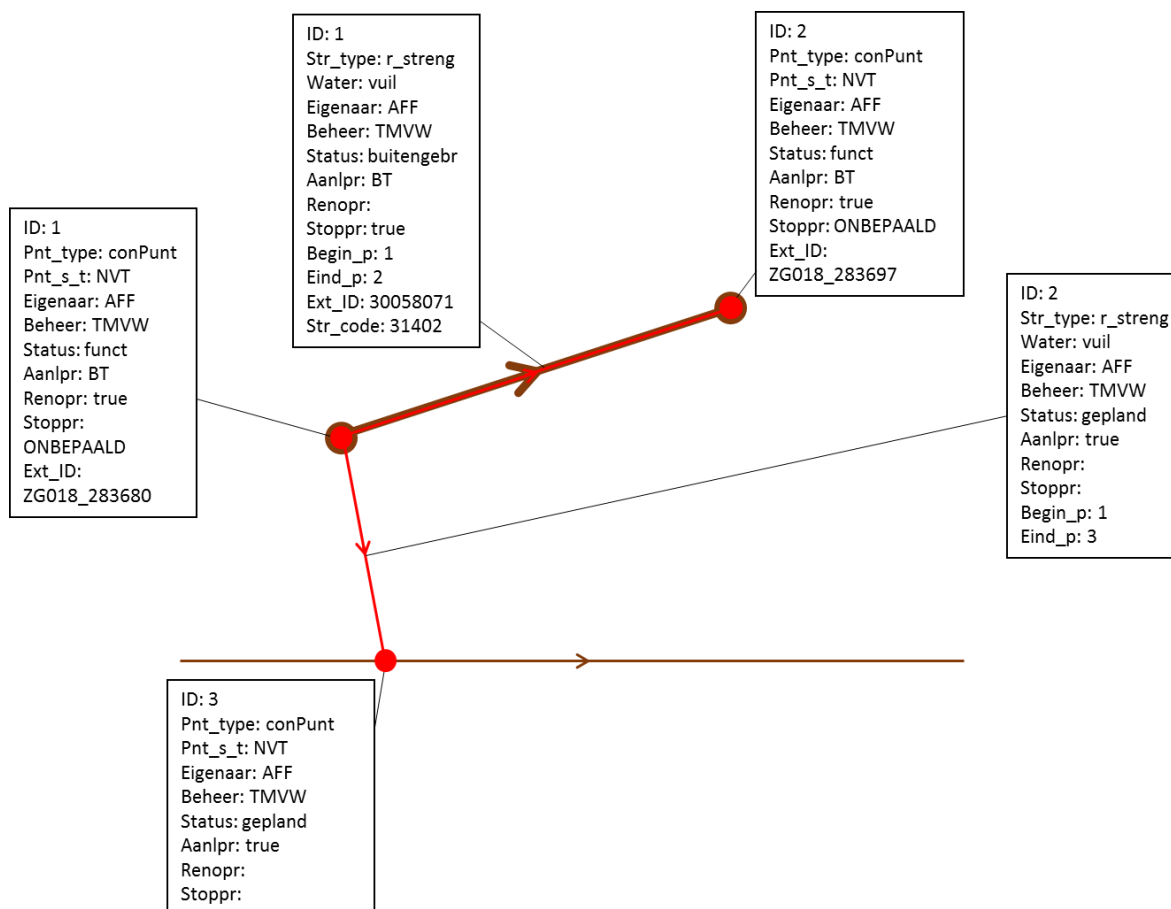 ID: 1
Str_type: r_streng
Water: vuil
Eigenaar: AFF
Beheer: TMVW
Status: buitengebr
Aanlpr: BT
Renopr:
Stoppr: true
Begin_p: 1
Eind_p: 2
Ext_ID: 30058071
Str_code: 31402
ID: 2
Pnt_type: conPunt
Pnt_s_t: NVT
Eigenaar: AFF
Beheer: TMVW
Status: funct
Aanlpr: BT
Renopr: true
Stoppr: ONBEPAALD
Ext_ID:
ZG018_283697
ID: 1
Pnt_type: conPunt
Pnt_s_t: NVT
Eigenaar: AFF
Beheer: TMVW
Status: funct
Aanlpr: BT
Renopr: true
Stoppr:
ONBEPAALD
Ext_ID:
ZG018_283680
ID: 2
Str_type: r_streng
Water: vuil
Eigenaar: AFF
Beheer: TMVW
Status: gepland
Aanlpr: true
Renopr:
Stoppr:
Begin_p: 1
Eind_p: 3
ID: 3
Pnt_type: conPunt
Pnt_s_t: NVT
Eigenaar: AFF
Beheer: TMVW
Status: gepland
Aanlpr: true
Renopr:
Stoppr: